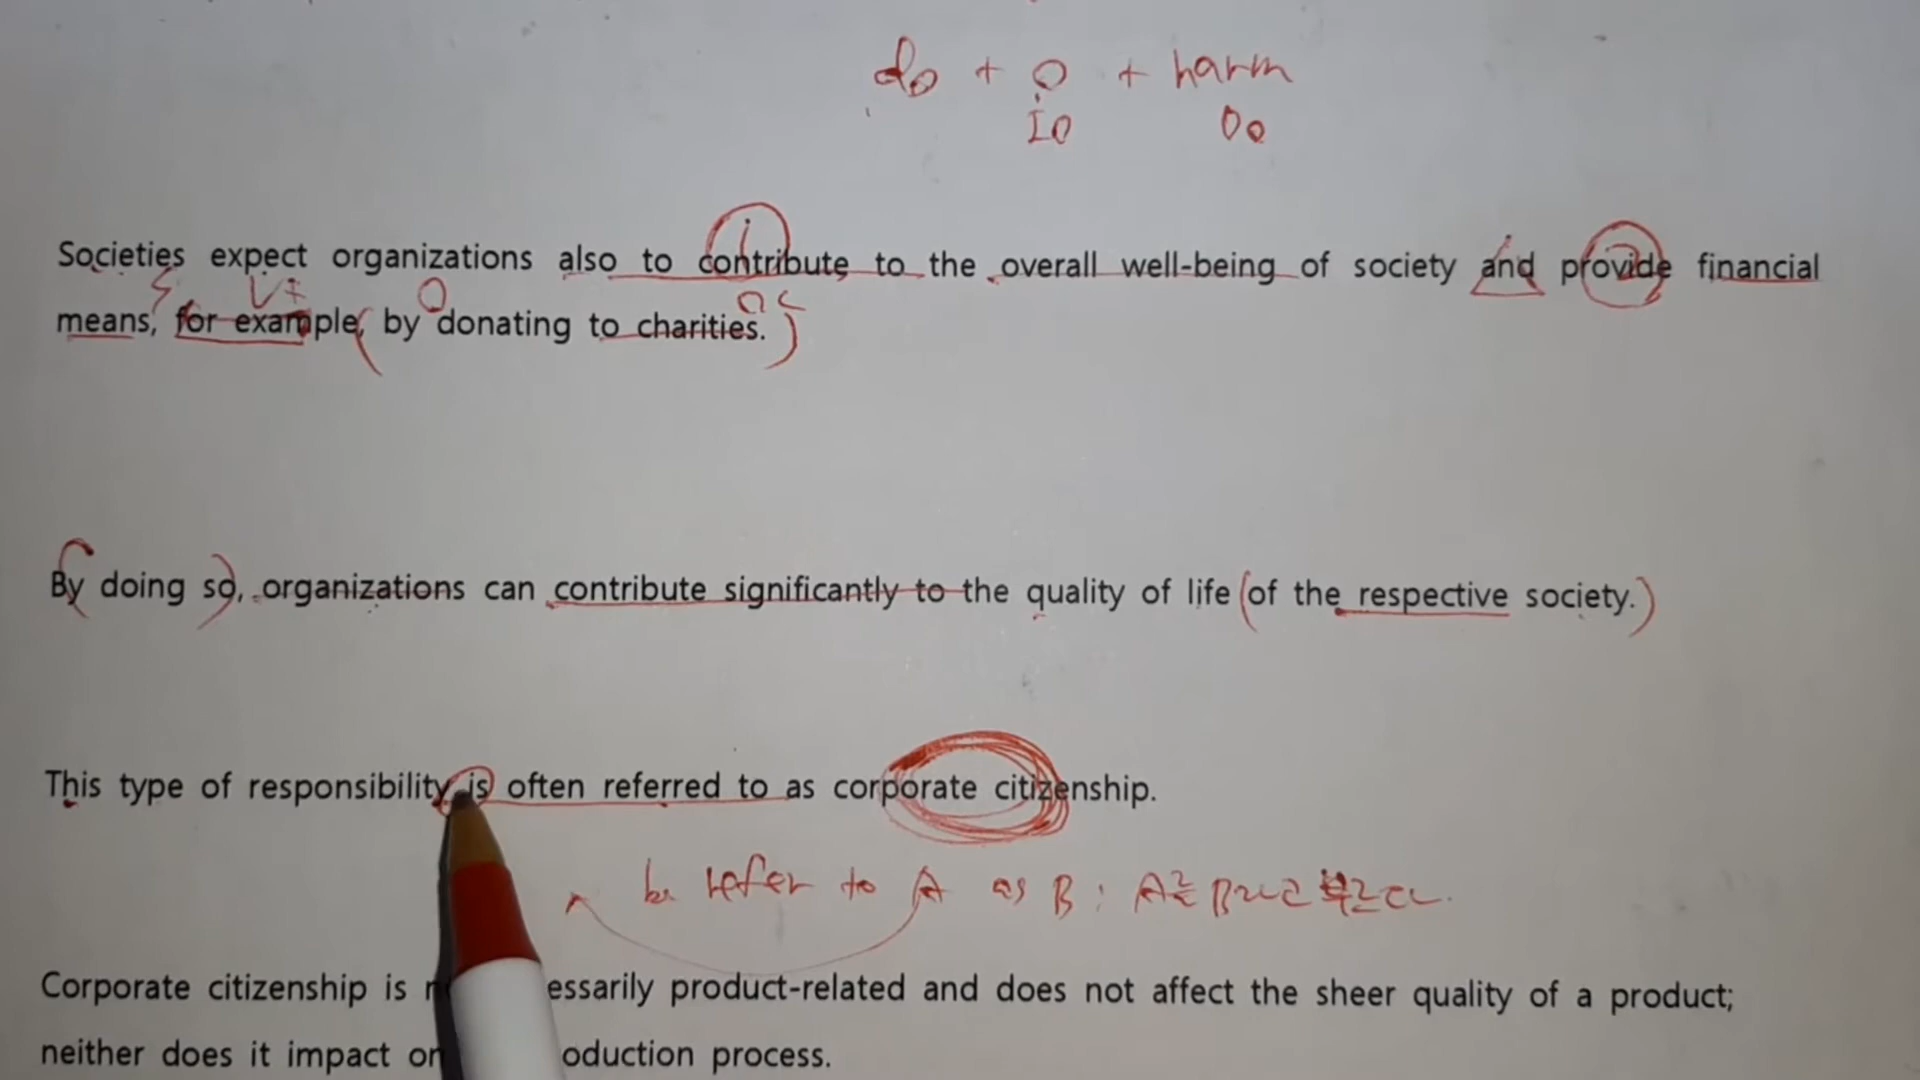 do + O + harm
IO DO
Societies expect organizations also to contribute to the overall well-being of society and provide financial
means, for example, by donating to charities.
By doing so, organizations can contribute significantly to the quality of life of the respective society.
This type of responsibility is often referred to as corporate citizenship.
be refer to A as B : A를 B라고 부른다.
Corporate citizenship is essarily product-related and does not affect the sheer quality of a product;
neither does it impact on oduction process.